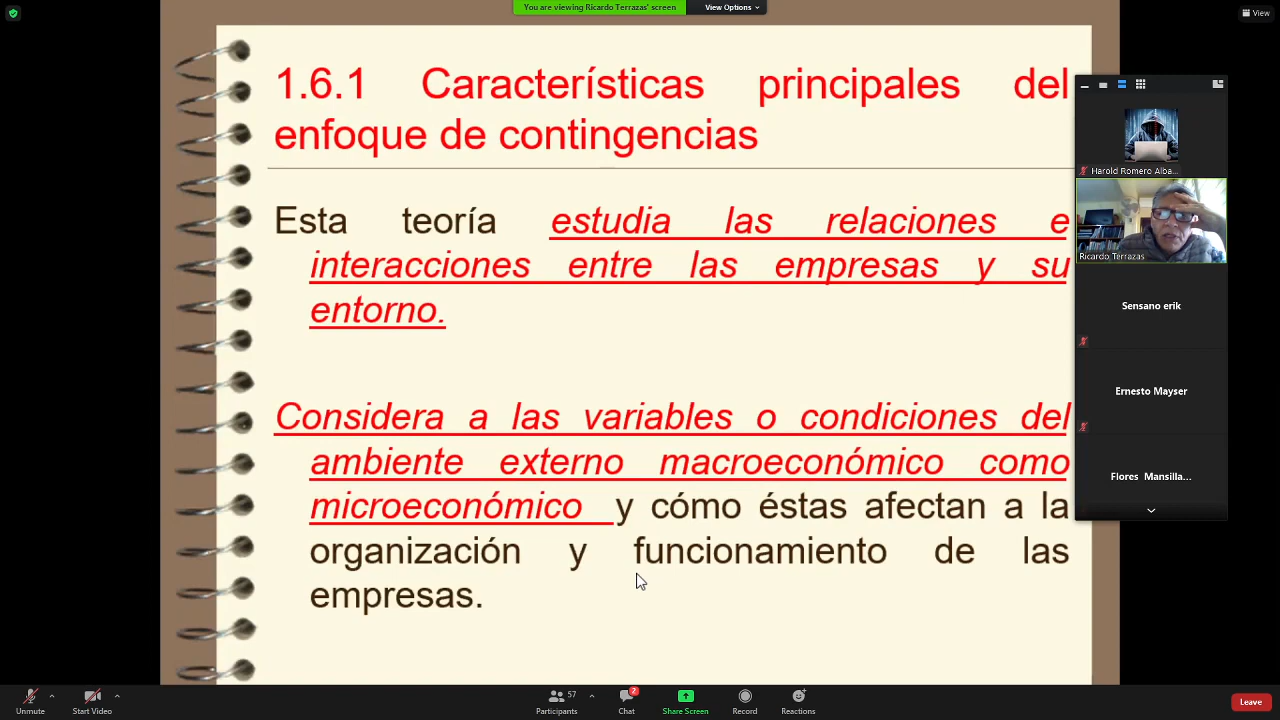 You are viewing Ricardo Terrazas' screen
View Options
View
1.6.1 Características principales del
enfoque de contingencias
Esta teoría estudia las relaciones e
interacciones entre las empresas y su
entorno.
Considera a las variables o condiciones del
ambiente externo macroeconómico como
microeconómico y cómo éstas afectan a la
organización y funcionamiento de las
empresas.
Harold Romero Alba...
Ricardo Terrazas
Sensano erik
Ernesto Mayser
Flores Mansilla...
Unmute
Start Video
57
Participants
2
Chat
Share Screen
Record
Reactions
Leave